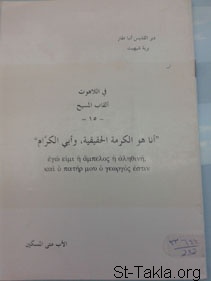 دير القديس أنبا مقار
برية شيهيت
في اللاهوت
ألقاب المسيح
- ١٥ -
"أنا هو الكرمة الحقيقية، وأبي الكرَّام"
ἐγώ εἰμι ἡ ἄμπελος ἡ ἀληθινή,
καὶ ὁ πατήρ μου ὁ γεωργός ἐστιν
الأب متى المسكين
St-Takla.org